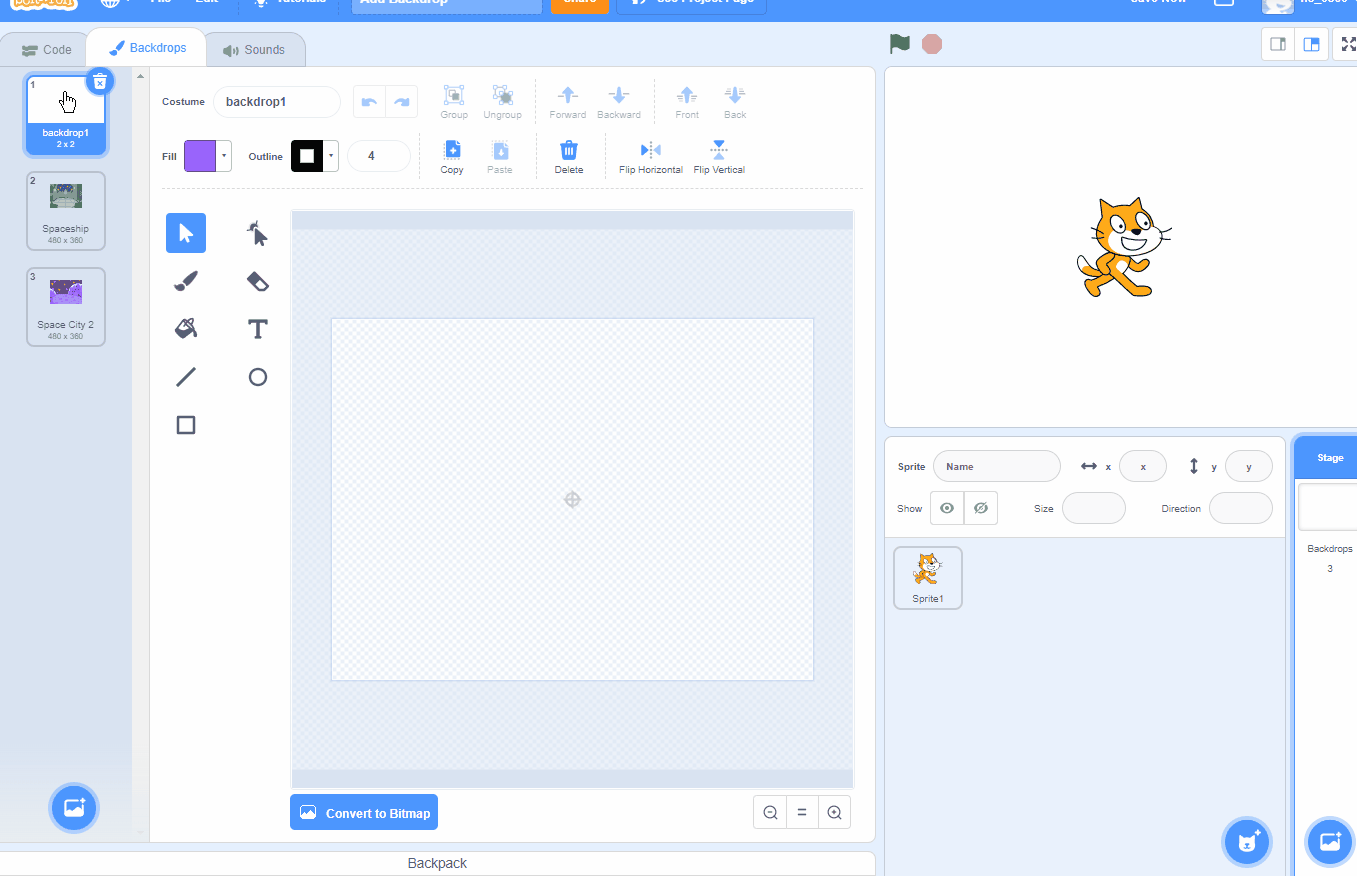 File Edit Tutorials Add Backdrop Share See Project Page Save Now
Code Backdrops Sounds
1
backdrop1
2 x 2
2
Spaceship
480 x 360
3
Space City 2
480 x 360
Costume backdrop1 Group Ungroup Forward Backward Front Back
Fill Outline 4 Copy Paste Delete Flip Horizontal Flip Vertical
Convert to Bitmap
Backpack
Sprite Name x x y y
Show Size Direction
Sprite1
Stage
Backdrops
3